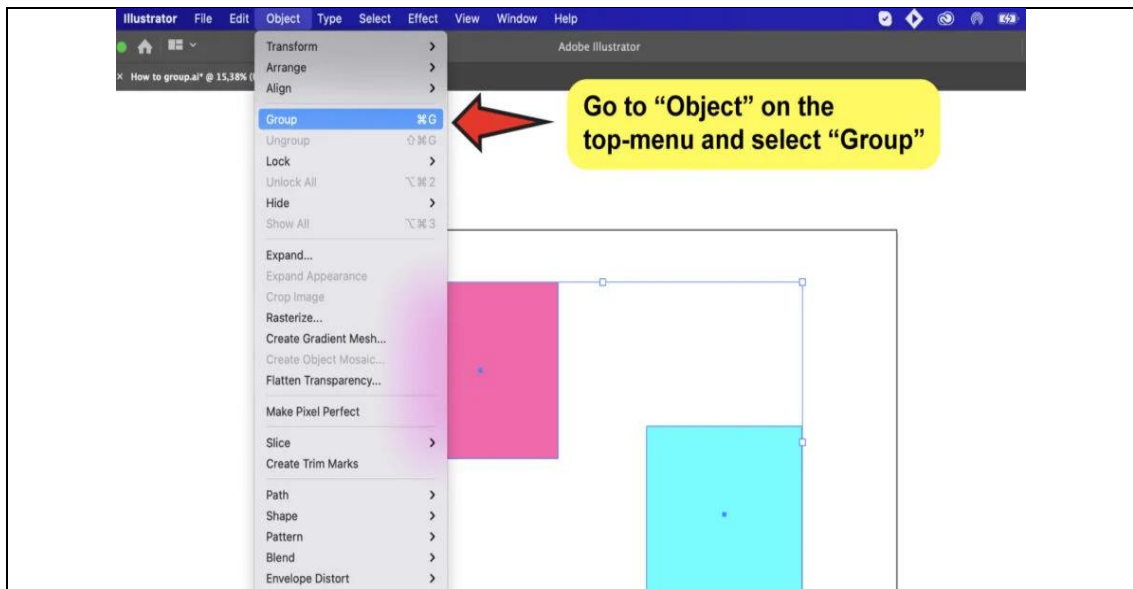 Illustrator File Edit Object Type Select Effect View Window Help
Adobe Illustrator
× How to group.ai* @ 15,38% (
Transform
Arrange
Align
Group ⌘G
Ungroup ⇧⌘G
Lock
Unlock All ⌥⌘2
Hide
Show All ⌥⌘3
Expand...
Expand Appearance
Crop Image
Rasterize...
Create Gradient Mesh...
Create Object Mosaic...
Flatten Transparency...
Make Pixel Perfect
Slice
Create Trim Marks
Path
Shape
Pattern
Blend
Envelope Distort
Go to “Object” on the
top-menu and select “Group”